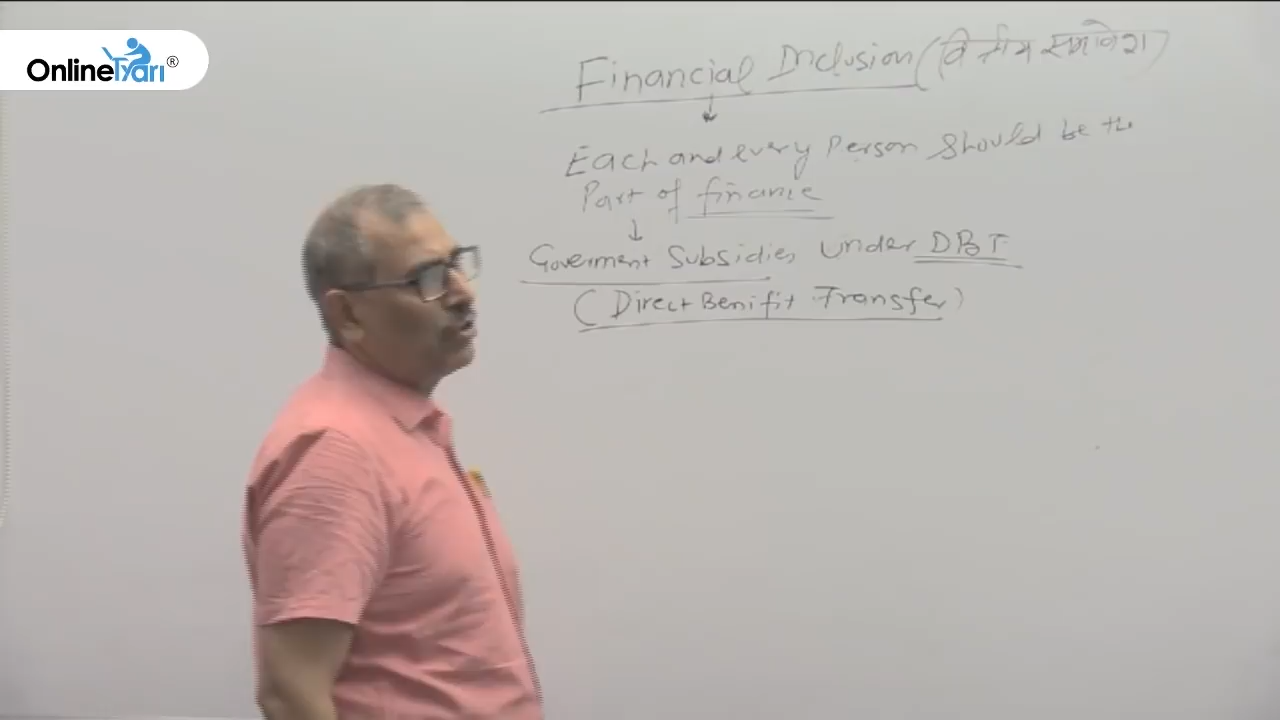 OnlineTyari®
Financial Inclusion (वित्तीय समावेश)
Each and every Person should be the
Part of finance
Goverment Subsidies under DBT
(Direct Benifit Transfer)